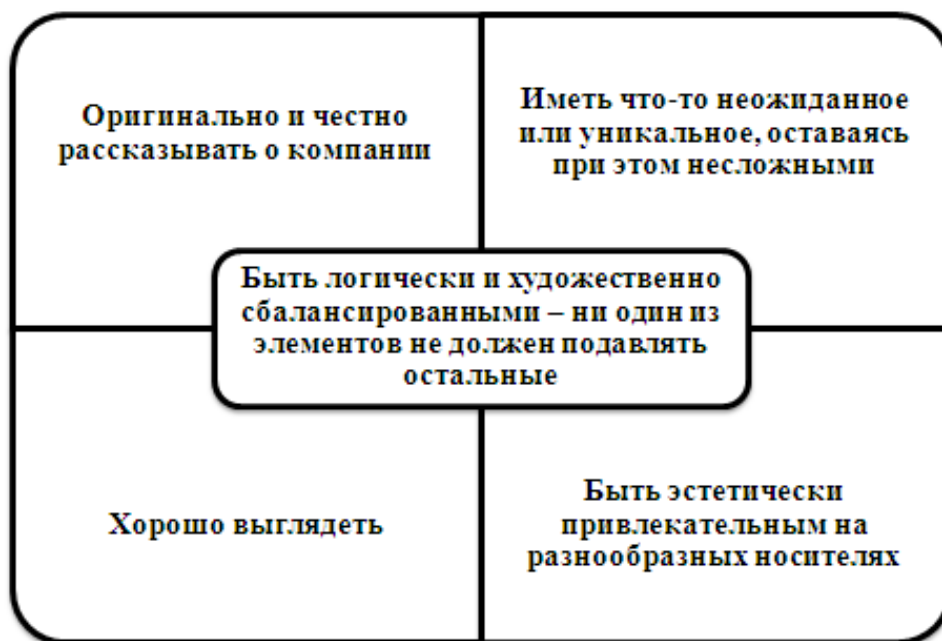 Оригинально и честно
рассказывать о компании
Иметь что-то неожиданное
или уникальное, оставаясь
при этом несложными
Быть логически и художественно
сбалансированными – ни один из
элементов не должен подавлять
остальные
Хорошо выглядеть
Быть эстетически
привлекательным на
разнообразных носителях